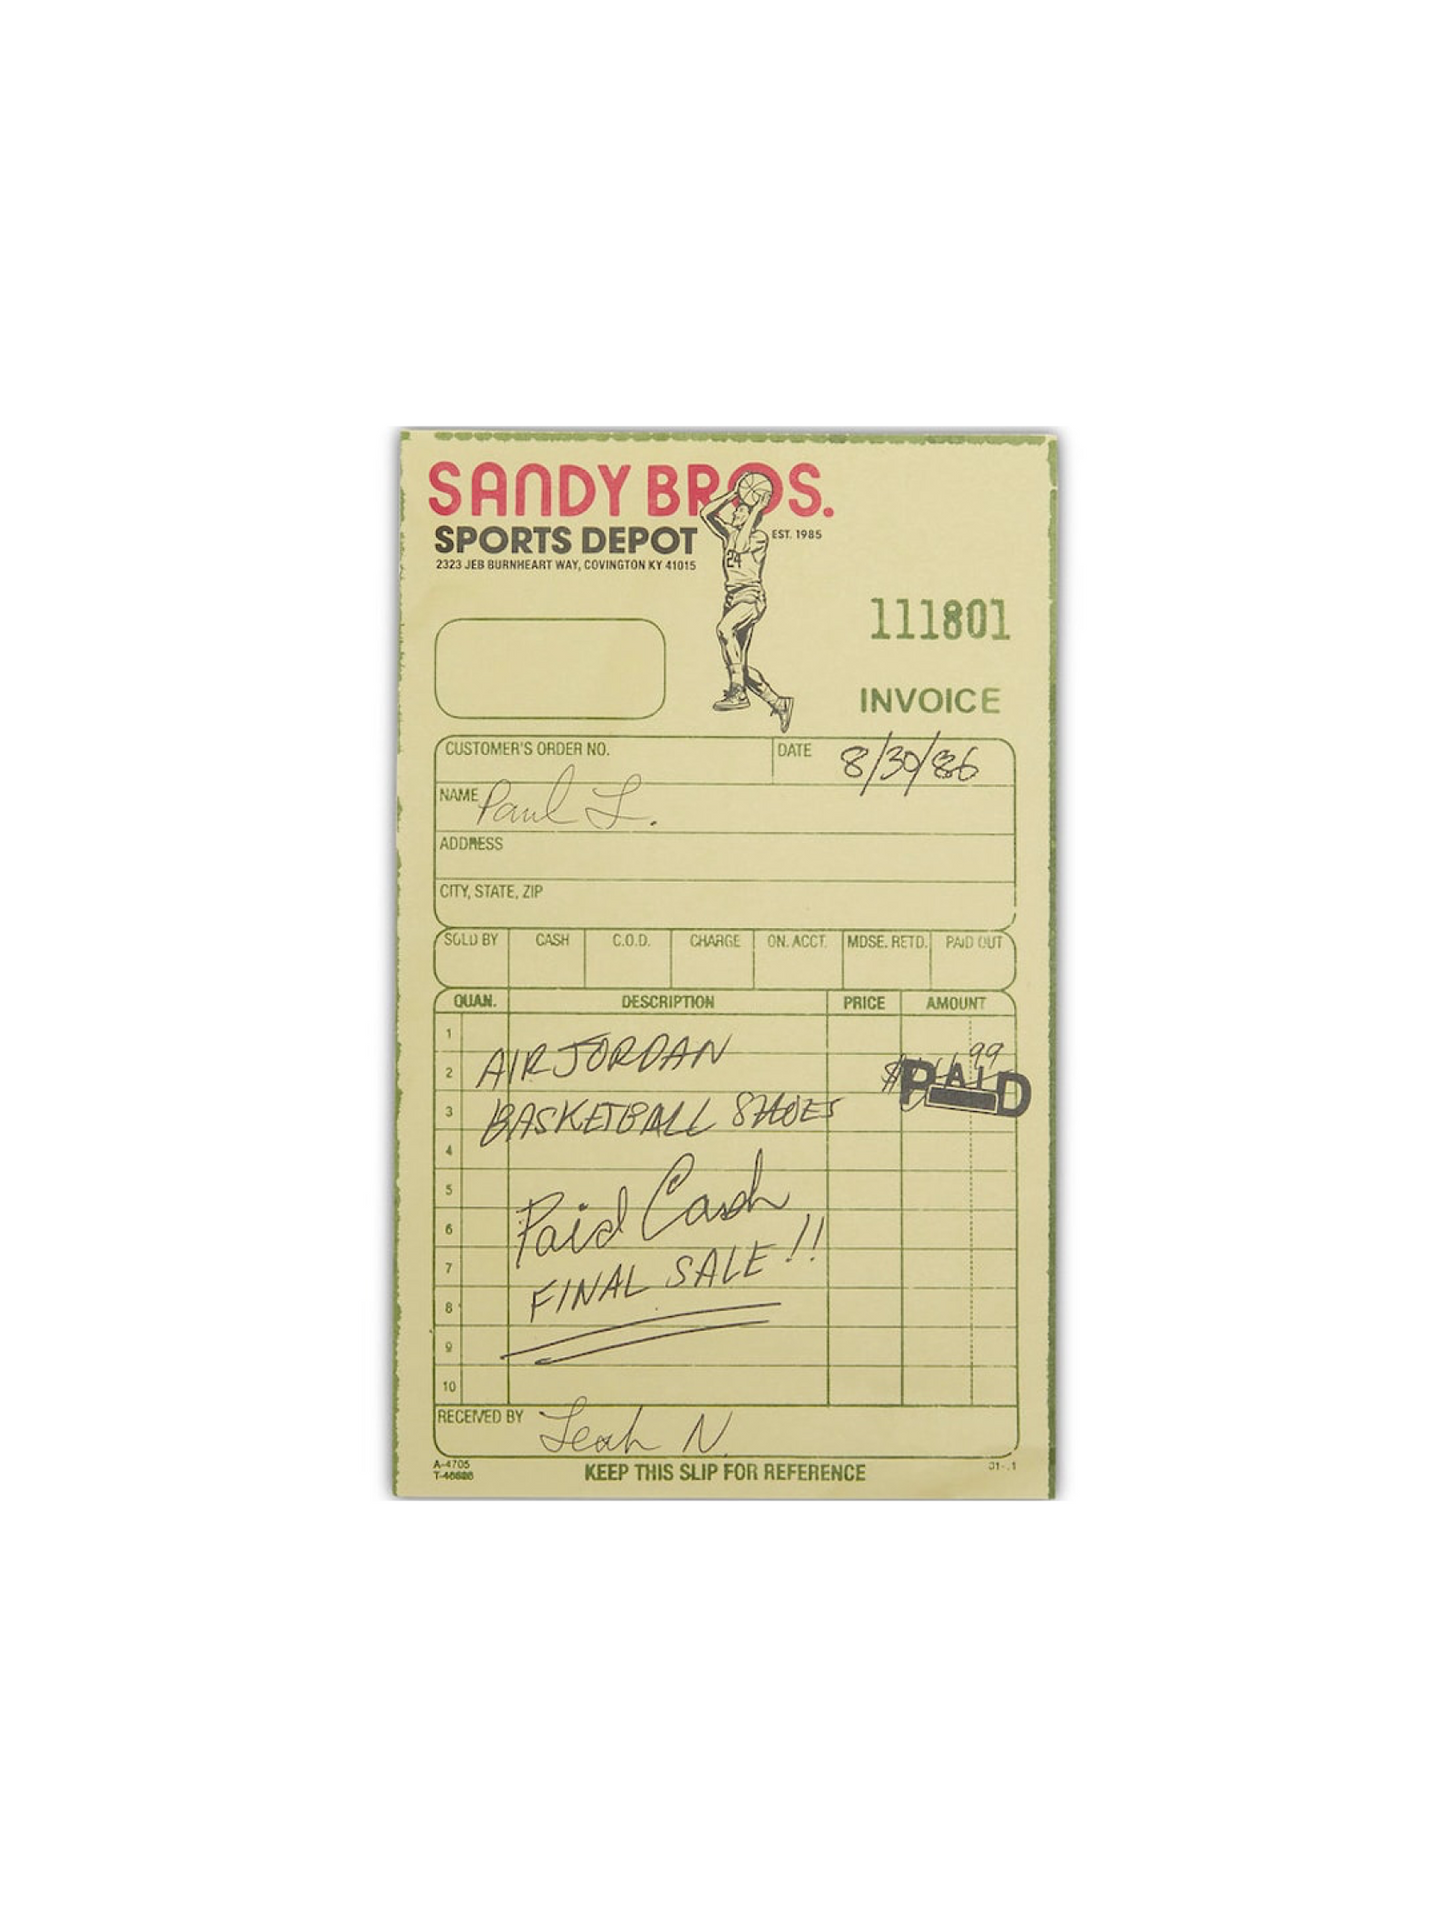 SANDY BROS.
SPORTS DEPOT
EST. 1985
2323 JEB BURNHEART WAY, COVINGTON KY 41015
24
111801
INVOICE
CUSTOMER'S ORDER NO. DATE 8/30/86
NAME Paul L.
ADDRESS
CITY, STATE, ZIP
SOLD BY CASH C.O.D. CHARGE ON. ACCT. MDSE. RETD. PAID OUT
QUAN. DESCRIPTION PRICE AMOUNT
1
2 AIR JORDAN 99 PAID
3 BASKETBALL SHOES
4
5
6 Paid Cash
7
8 FINAL SALE!!
9
10
RECEIVED BY Leah N.
A-4705
KEEP THIS SLIP FOR REFERENCE